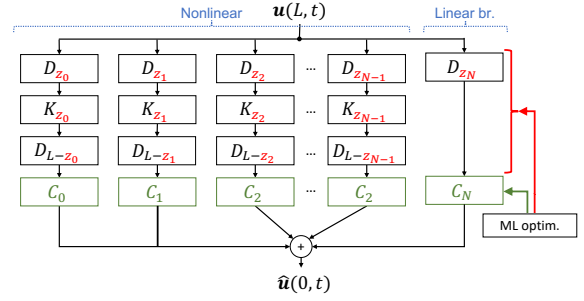 Nonlinear u(L, t) Linear br.
D_{z_0} D_{z_1} D_{z_2} ... D_{z_{N-1}} D_{z_N}
K_{z_0} K_{z_1} K_{z_2} ... K_{z_{N-1}}
D_{L-z_0} D_{L-z_1} D_{L-z_2} ... D_{L-z_{N-1}}
C_0 C_1 C_2 ... C_2 C_N
ML optim.
+
û(0, t)